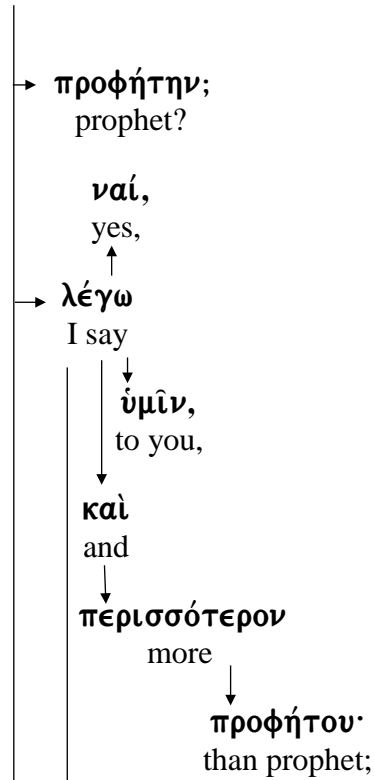 προφήτην;
prophet?
ναί,
yes,
λέγω
I say
ὑμῖν,
to you,
καὶ
and
περισσότερον
more
προφήτου·
than prophet;